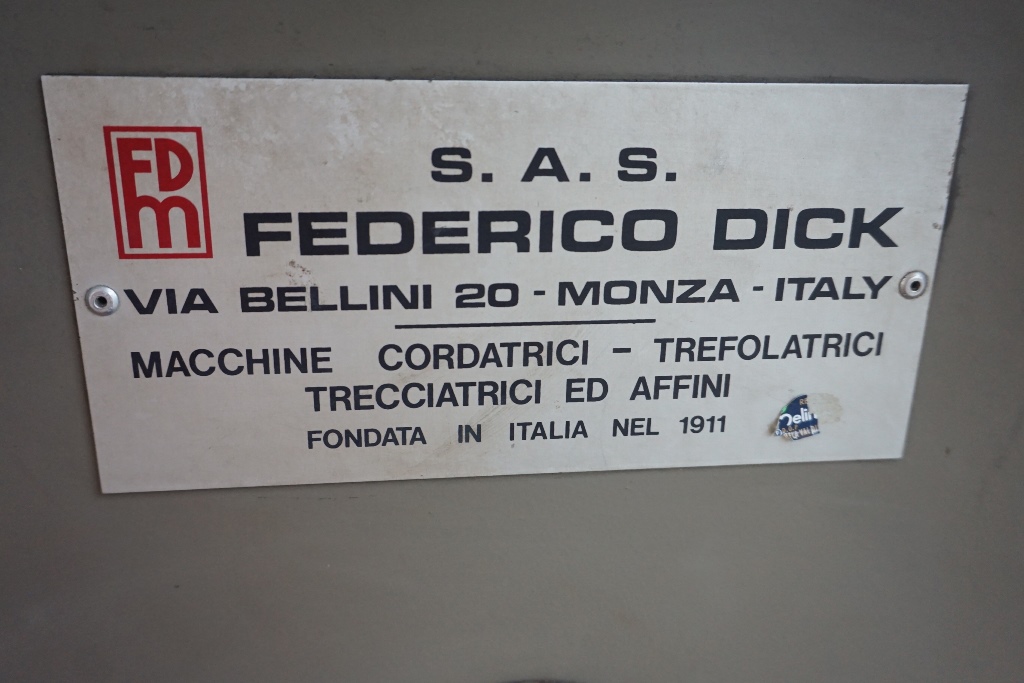 FDM
S. A. S.
FEDERICO DICK
VIA BELLINI 20 - MONZA - ITALY
MACCHINE CORDATRICI - TREFOLATRICI
TRECCIATRICI ED AFFINI
FONDATA IN ITALIA NEL 1911